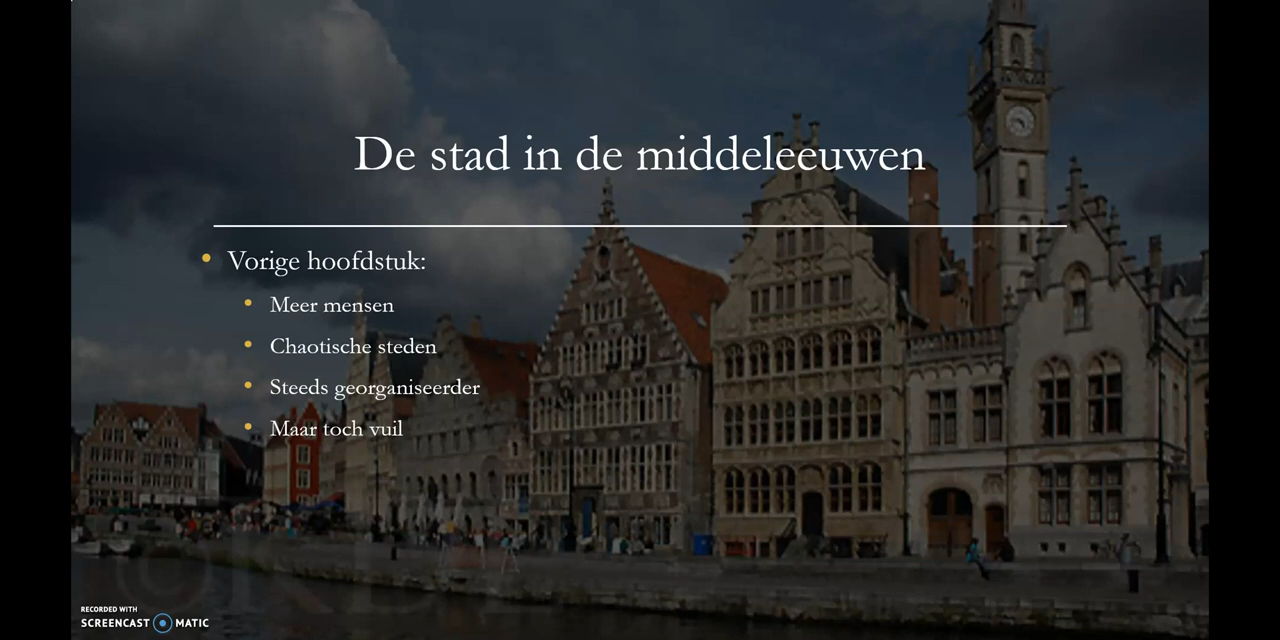 De stad in de middeleeuwen
Vorige hoofdstuk:
Meer mensen
Chaotische steden
Steeds georganiseerder
Maar toch vuil
RECORDED WITH
SCREENCAST MATIC